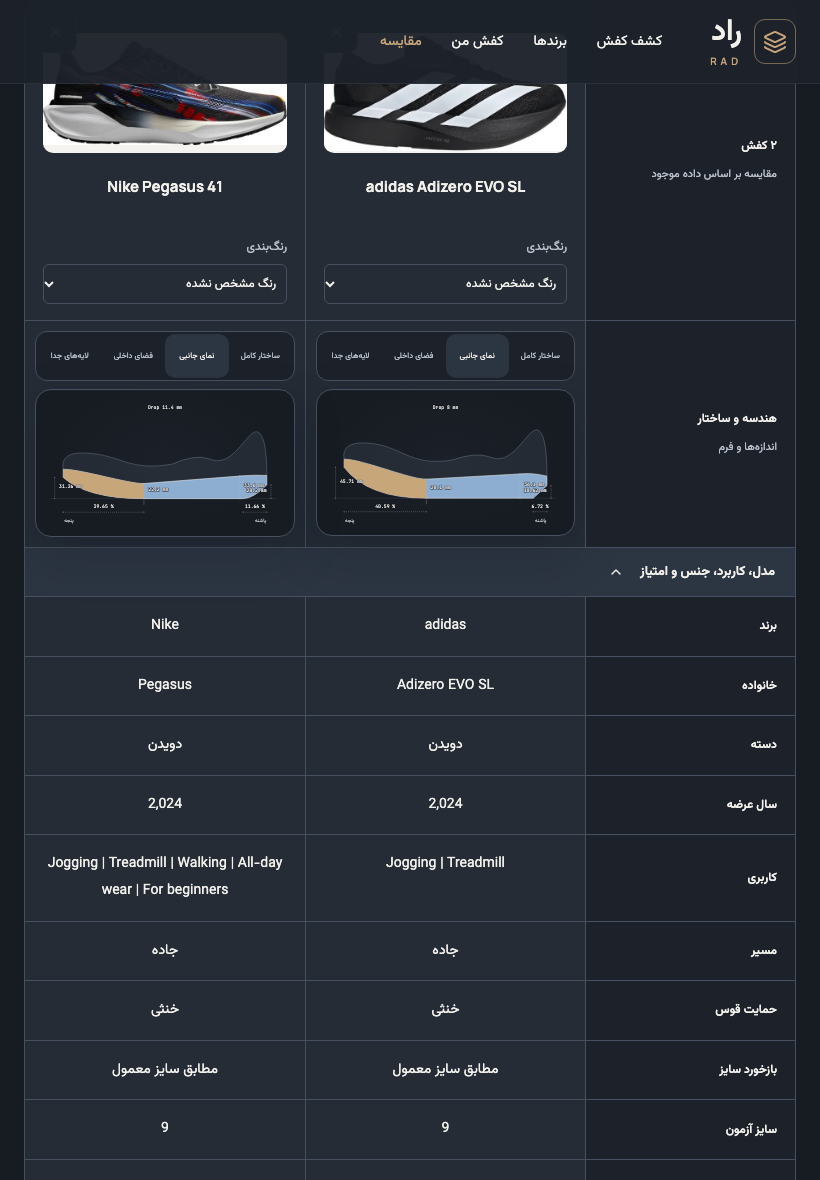 راد
RAD
کشف کفش
برندها
کفش من
مقایسه
۲ کفش
مقایسه بر اساس داده موجود
adidas Adizero EVO SL
Nike Pegasus 41
رنگ‌بندی
رنگ‌بندی
رنگ مشخص نشده
رنگ مشخص نشده
هندسه و ساختار
اندازه‌ها و فرم
ساختار کامل
نمای جانبی
فضای داخلی
لایه‌های جدا
Drop 8 mm
45.71
40.59 %
6.72 %
پنجه
پاشنه
ساختار کامل
نمای جانبی
فضای داخلی
لایه‌های جدا
Drop 11.4 mm
39.65 %
11.66 %
پنجه
پاشنه
مدل، کاربرد، جنس و امتیاز
برند
adidas
Nike
خانواده
Adizero EVO SL
Pegasus
دسته
دویدن
دویدن
سال عرضه
2,024
2,024
کاربری
Jogging | Treadmill
Jogging | Treadmill | Walking | All-day
wear | For beginners
مسیر
جاده
جاده
حمایت قوس
خنثی
خنثی
بازخورد سایز
مطابق سایز معمول
مطابق سایز معمول
سایز آزمون
9
9